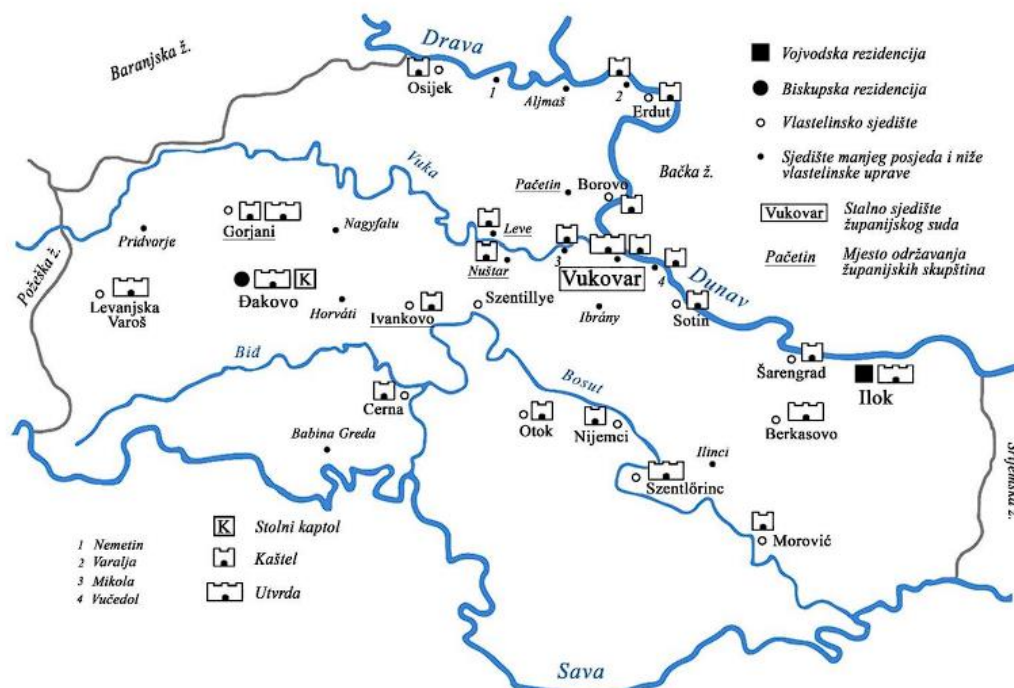 Baranjska ž.
Drava
Osijek
1
Aljmaš
2
Erdut
Vojvodska rezidencija
Biskupska rezidencija
Vlastelinsko sjedište
Sjedište manjeg posjeda i niže
vlastelinske uprave
Vukovar
Stalno sjedište
županijskog suda
Pačetin
Mjesto održavanja
županijskih skupština
Vuka
Pačetin
Borovo
Bačka ž.
Pridvorje
Gorjani
Nagyfalu
Leve
Nuštar
3
Vukovar
4
Dunav
Požeška ž.
Levanjska
Varoš
Đakovo
K
Horváti
Ivankovo
Szentillye
Ibrány
Sotin
Šarengrad
Ilok
Bid
Bosut
Cerna
Otok
Nijemci
Berkasovo
Babina Greda
Ilinci
Szentlőrinc
Srijemska ž.
Morović
1 Nemetin
2 Varalja
3 Mikola
4 Vučedol
K Stolni kaptol
Kaštel
Utvrda
Sava